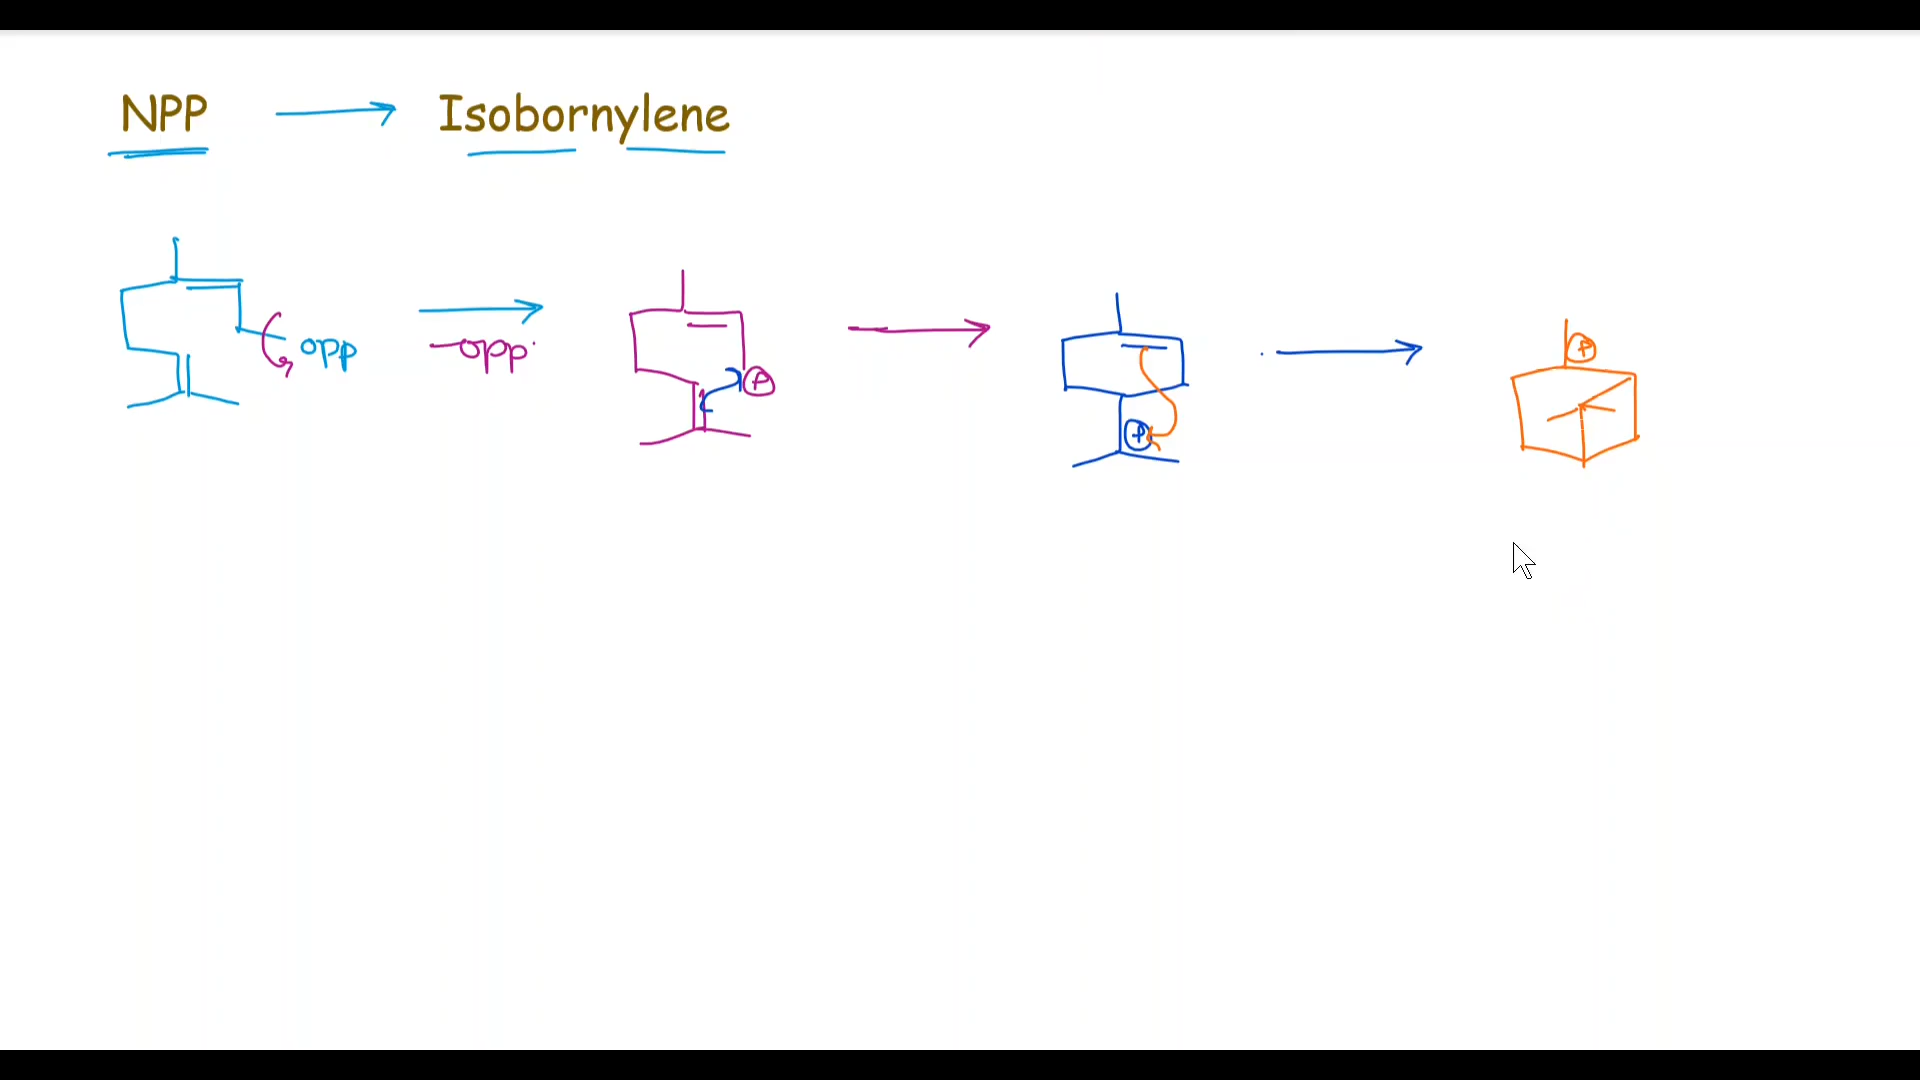 NPP → Isobornylene
opp
-opp
⊕
⊕
⊕